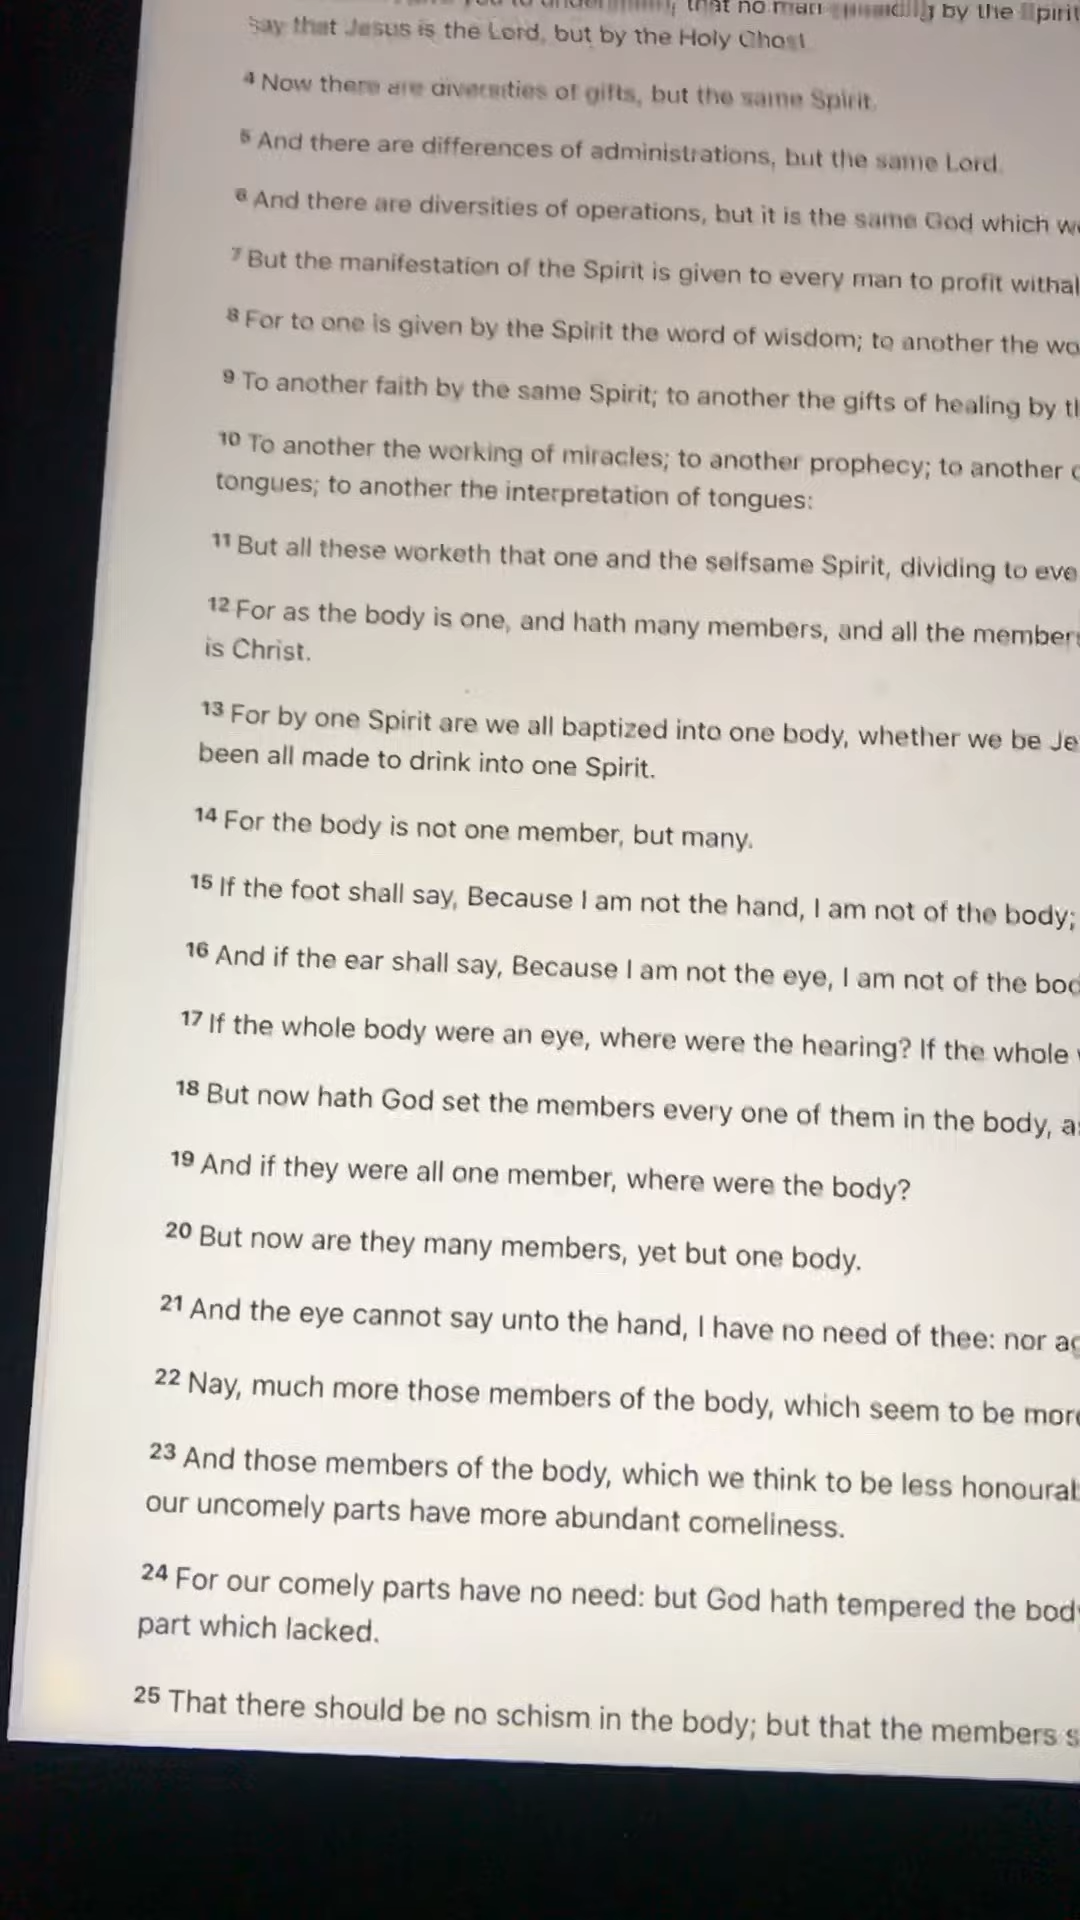 that no man by the Spirit
say that Jesus is the Lord, but by the Holy Ghost.
4 Now there are diversities of gifts, but the same Spirit.
5 And there are differences of administrations, but the same Lord.
6 And there are diversities of operations, but it is the same God which
7 But the manifestation of the Spirit is given to every man to profit withal
8 For to one is given by the Spirit the word of wisdom; to another the
9 To another faith by the same Spirit; to another the gifts of healing by
10 To another the working of miracles; to another prophecy; to another
tongues; to another the interpretation of tongues:
11 But all these worketh that one and the selfsame Spirit, dividing to
12 For as the body is one, and hath many members, and all the members
is Christ.
13 For by one Spirit are we all baptized into one body, whether we be
been all made to drink into one Spirit.
14 For the body is not one member, but many.
15 If the foot shall say, Because I am not the hand, I am not of the body;
16 And if the ear shall say, Because I am not the eye, I am not of the
17 If the whole body were an eye, where were the hearing? If the whole
18 But now hath God set the members every one of them in the body,
19 And if they were all one member, where were the body?
20 But now are they many members, yet but one body.
21 And the eye cannot say unto the hand, I have no need of thee: nor
22 Nay, much more those members of the body, which seem to be more
23 And those members of the body, which we think to be less
our uncomely parts have more abundant comeliness.
24 For our comely parts have no need: but God hath tempered the
part which lacked.
25 That there should be no schism in the body; but that the members